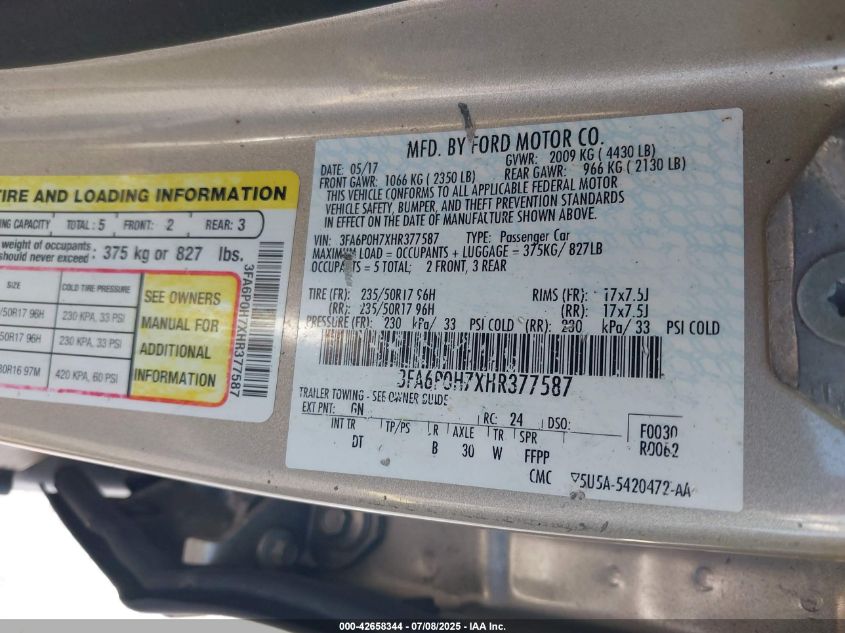 TIRE AND LOADING INFORMATION
CAPACITY TOTAL: 5 FRONT: 2 REAR: 3
weight of occupants
should never exceed: 375 kg or 827 lbs.
SIZE COLD TIRE PRESSURE
/50R17 96H 230 KPA, 33 PSI
50R17 96H 230 KPA, 33 PSI
80R16 97M 420 KPA, 60 PSI
SEE OWNERS
MANUAL FOR
ADDITIONAL
INFORMATION
3FA6P0H7XHR377587
MFD. BY FORD MOTOR CO.
DATE: 05/17 GVWR: 2009 KG ( 4430 LB)
FRONT GAWR: 1066 KG ( 2350 LB) REAR GAWR: 966 KG ( 2130 LB)
THIS VEHICLE CONFORMS TO ALL APPLICABLE FEDERAL MOTOR
VEHICLE SAFETY, BUMPER, AND THEFT PREVENTION STANDARDS
IN EFFECT ON THE DATE OF MANUFACTURE SHOWN ABOVE.
VIN: 3FA6P0H7XHR377587 TYPE: Passenger Car
MAXIMUM LOAD = OCCUPANTS + LUGGAGE = 375KG/ 827LB
OCCUPANTS = 5 TOTAL; 2 FRONT, 3 REAR
TIRE (FR): 235/50R17 96H RIMS (FR): 17x7.5J
(RR): 235/50R17 96H (RR): 17x7.5J
PRESSURE (FR): 230 kPa/ 33 PSI COLD (RR): 230 kPa/ 33 PSI COLD
3FA6P0H7XHR377587
TRAILER TOWING - SEE OWNER GUIDE
EXT PNT: GN RC: 24 DSO:
INT TR TP/PS R AXLE TR SPR
DT B 30 W FFPP
F0030
R0062
CMC 5U5A-5420472-AA
000-42658344 | 07/08/2025 - IAA Inc.